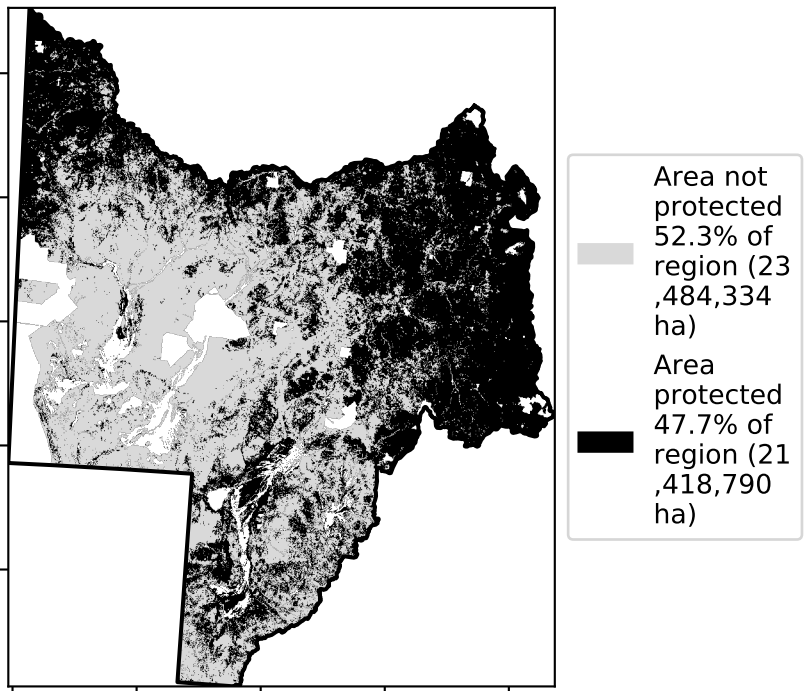 Area not
protected
52.3% of
region (23
,484,334
ha)
Area
protected
47.7% of
region (21
,418,790
ha)